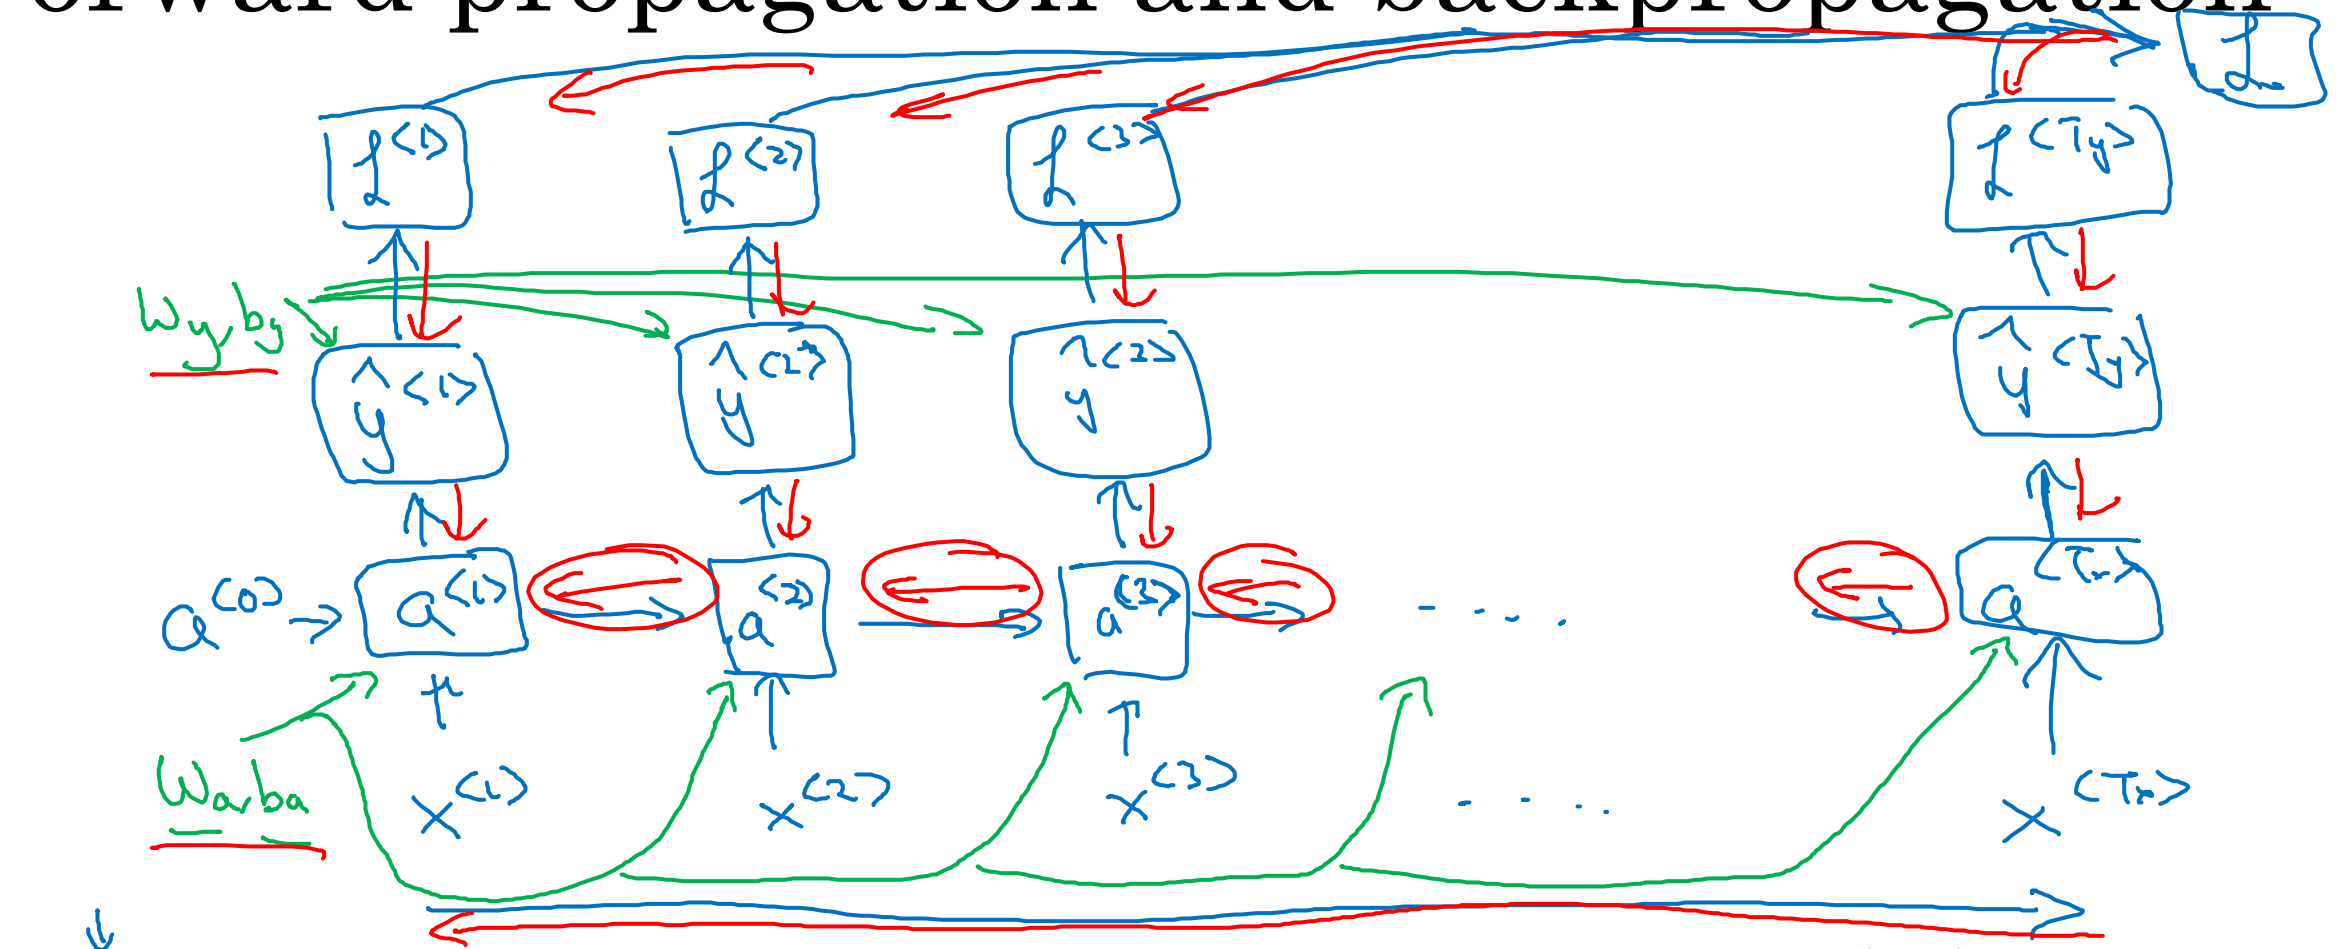 orward propagation and backpropagation
L
L^(1) L^(2) L^(3) L^(Ty)
Wy, by
ŷ^(1) ŷ^(2) ŷ^(2) ŷ^(Ty)
a^(0) → a^(1) a^(2) a^(3) - - . . a^(Tx)
Wa, ba
x^(1) x^(2) x^(3) - - . . x^(Tx)